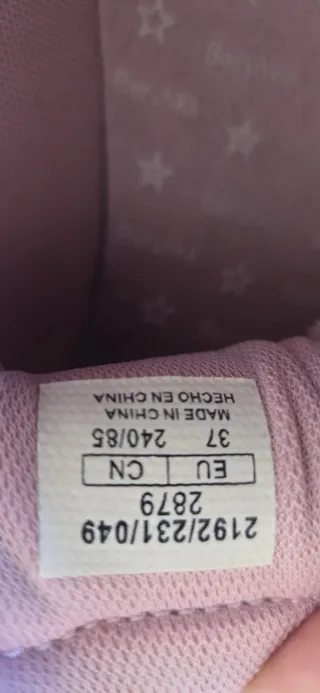 2192/231/049
2879
EU CN
37 240/85
MADE IN CHINA
HECHO EN CHINA